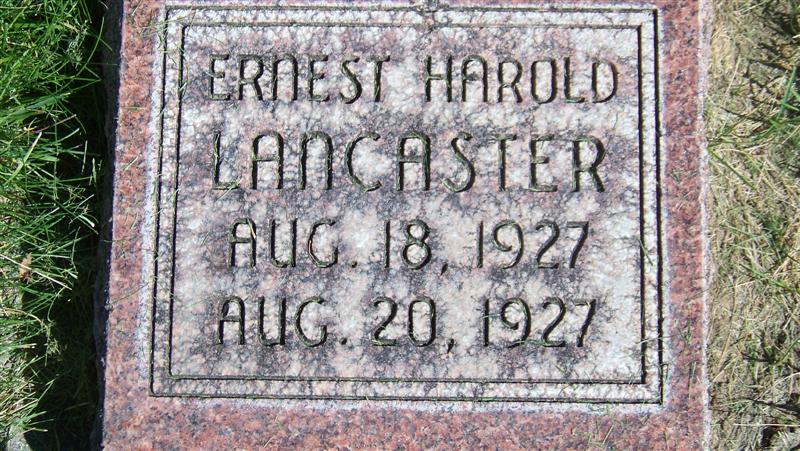 ERNEST HAROLD
LANCASTER
AUG. 18, 1927
AUG. 20, 1927